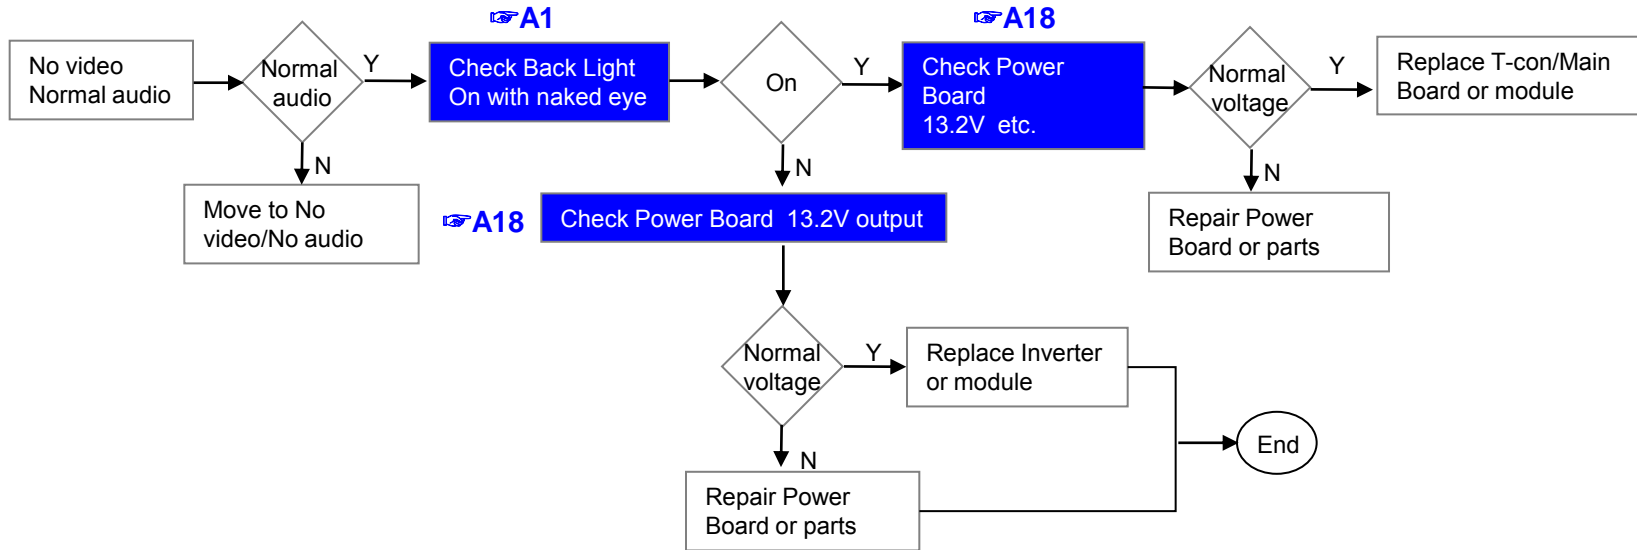 ☞A1
☞A18
No video
Normal audio
Normal
audio
Y
Check Back Light
On with naked eye
On
Y
Check Power
Board
13.2V etc.
Normal
voltage
Y
Replace T-con/Main
Board or module
N
Move to No
video/No audio
N
☞A18
Check Power Board 13.2V output
N
Repair Power
Board or parts
Normal
voltage
Y
Replace Inverter
or module
End
N
Repair Power
Board or parts